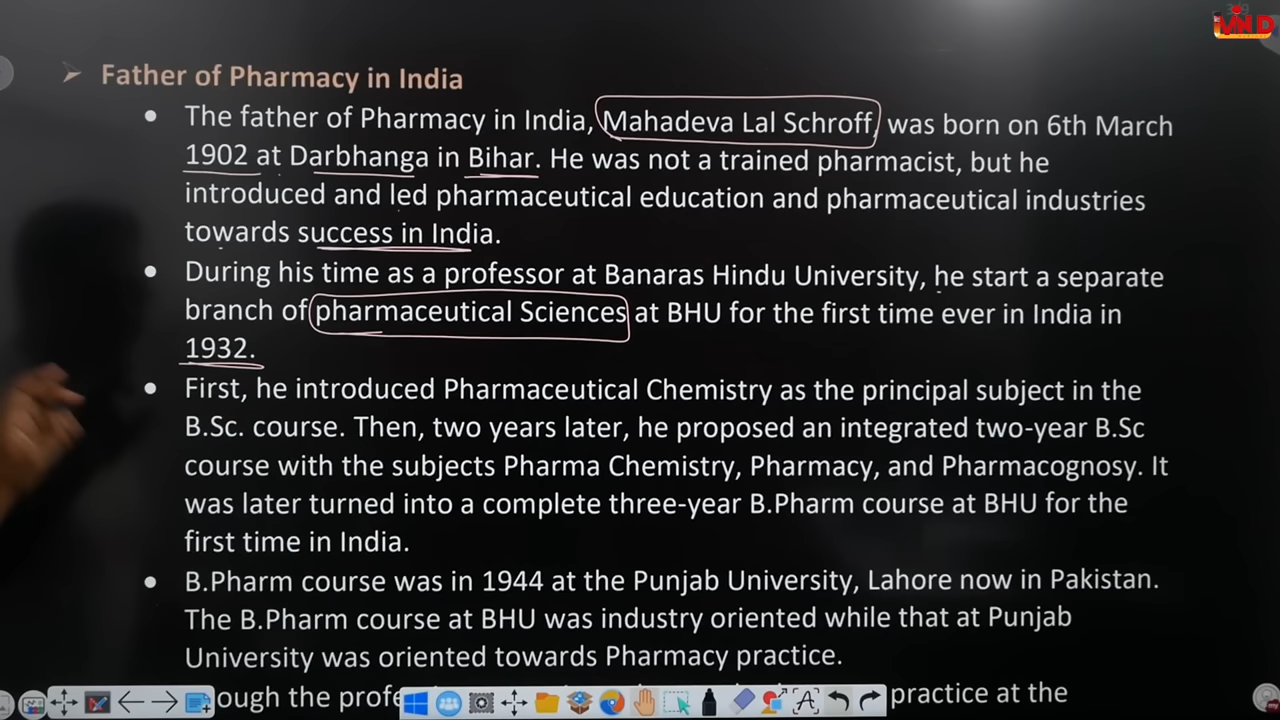 Father of Pharmacy in India
The father of Pharmacy in India, Mahadeva Lal Schroff, was born on 6th March
1902 at Darbhanga in Bihar. He was not a trained pharmacist, but he
introduced and led pharmaceutical education and pharmaceutical industries
towards success in India.
During his time as a professor at Banaras Hindu University, he start a separate
branch of pharmaceutical Sciences at BHU for the first time ever in India in
1932.
First, he introduced Pharmaceutical Chemistry as the principal subject in the
B.Sc. course. Then, two years later, he proposed an integrated two-year B.Sc
course with the subjects Pharma Chemistry, Pharmacy, and Pharmacognosy. It
was later turned into a complete three-year B.Pharm course at BHU for the
first time in India.
B.Pharm course was in 1944 at the Punjab University, Lahore now in Pakistan.
The B.Pharm course at BHU was industry oriented while that at Punjab
University was oriented towards Pharmacy practice.
the practice at the